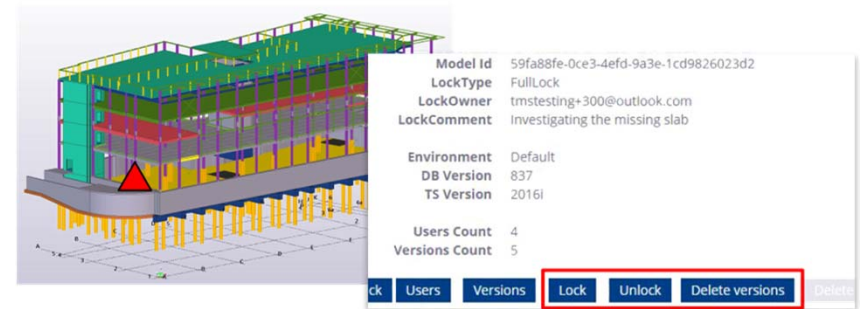 Model Id 59fa88fe-0ce3-4efd-9a3e-1cd9826023d2
LockType FullLock
LockOwner tmstesting+300@outlook.com
LockComment Investigating the missing slab
Environment Default
DB Version 837
TS Version 2016i
Users Count 4
Versions Count 5
ck Users Versions Lock Unlock Delete versions Delete